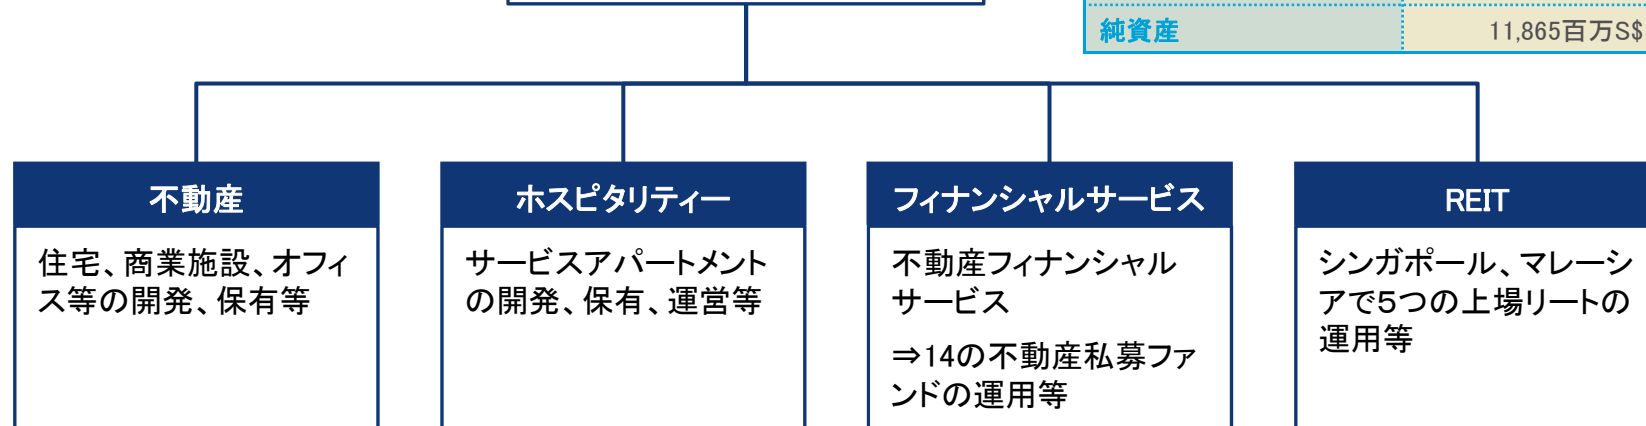 純資産 11,865百万S$
不動産
住宅、商業施設、オフィ
ス等の開発、保有等
ホスピタリティー
サービスアパートメント
の開発、保有、運営等
フィナンシャルサービス
不動産フィナンシャル
サービス
⇒14の不動産私募ファ
ンドの運用等
REIT
シンガポール、マレーシ
アで5つの上場リートの
運用等